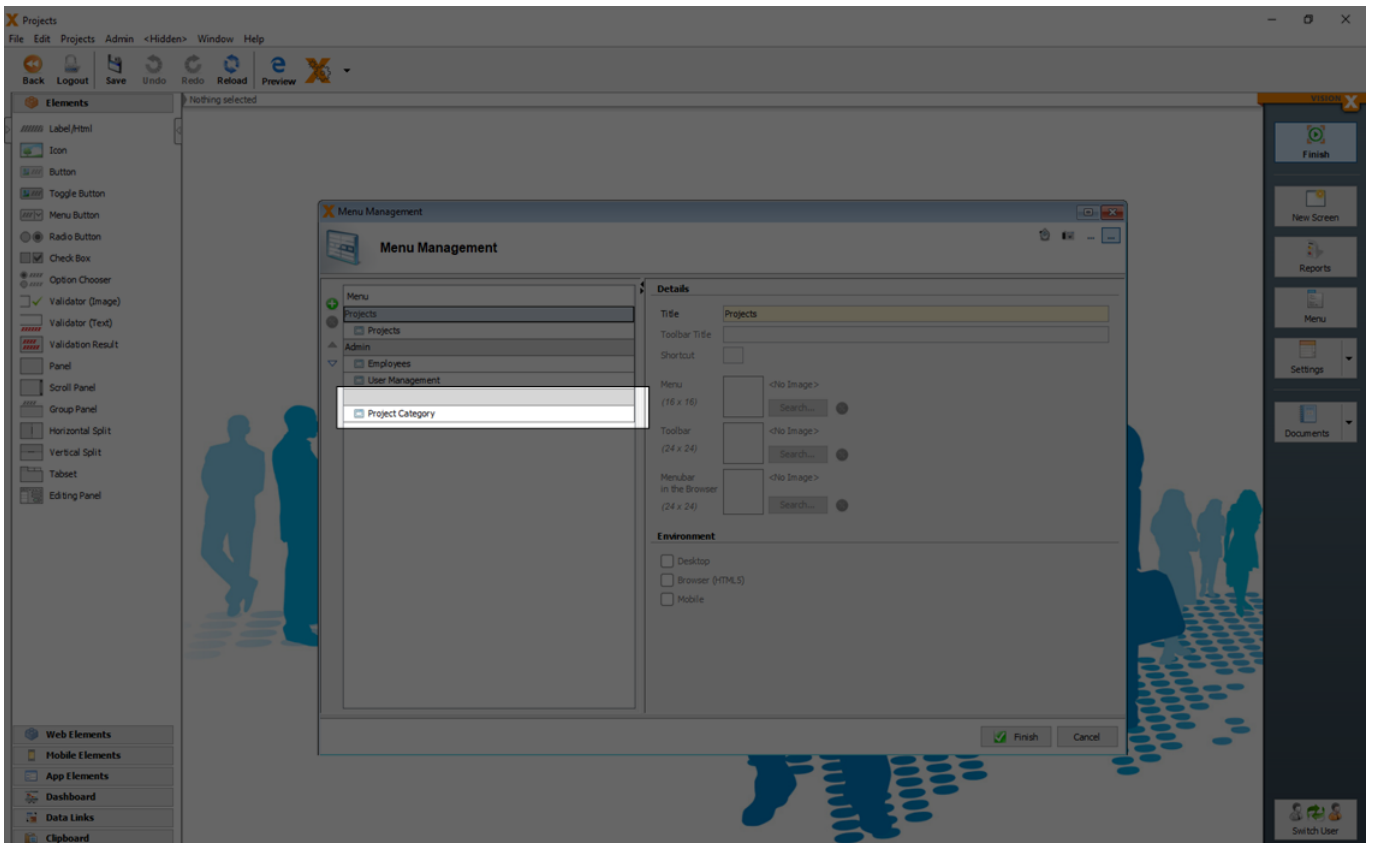 Projects
File Edit Projects Admin <Hidden> Window Help
Back Logout Save Undo Redo Reload Preview
Elements
Nothing selected
VISION X
Label/Html
Icon
Button
Toggle Button
Menu Button
Radio Button
Check Box
Option Chooser
Validator (Image)
Validator (Text)
Validation Result
Panel
Scroll Panel
Group Panel
Horizontal Split
Vertical Split
Tabset
Editing Panel
Web Elements
Mobile Elements
App Elements
Dashboard
Data Links
Clipboard
Menu Management
Menu Management
Menu
Projects
Projects
Admin
Employees
User Management
Project Category
Details
Title Projects
Toolbar Title
Shortcut
Menu <No Image>
(16 x 16) Search...
Toolbar <No Image>
(24 x 24) Search...
Menubar <No Image>
in the Browser
(24 x 24) Search...
Environment
Desktop
Browser (HTML5)
Mobile
Finish Cancel
Finish
New Screen
Reports
Menu
Settings
Documents
Switch User